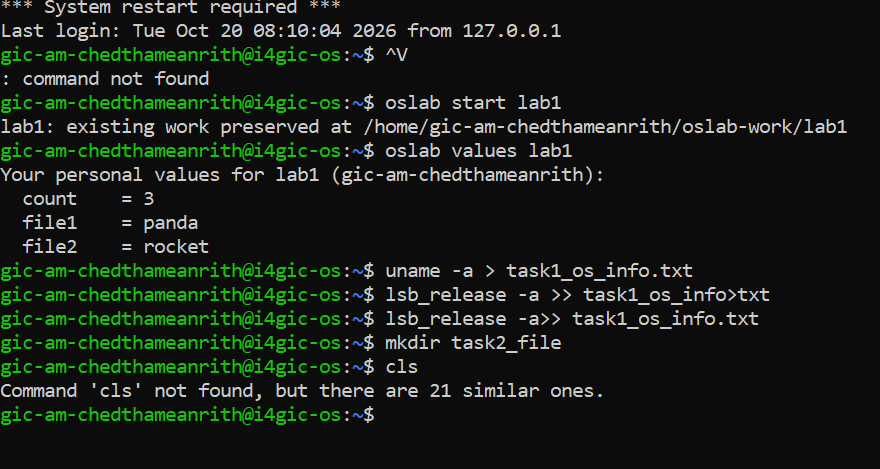 *** System restart required ***
Last login: Tue Oct 20 08:10:04 2026 from 127.0.0.1
gic-am-chedthameanrith@i4gic-os:~$ ^V
: command not found
gic-am-chedthameanrith@i4gic-os:~$ oslab start lab1
lab1: existing work preserved at /home/gic-am-chedthameanrith/oslab-work/lab1
gic-am-chedthameanrith@i4gic-os:~$ oslab values lab1
Your personal values for lab1 (gic-am-chedthameanrith):
  count    = 3
  file1    = panda
  file2    = rocket
gic-am-chedthameanrith@i4gic-os:~$ uname -a > task1_os_info.txt
gic-am-chedthameanrith@i4gic-os:~$ lsb_release -a >> task1_os_info>txt
gic-am-chedthameanrith@i4gic-os:~$ lsb_release -a>> task1_os_info.txt
gic-am-chedthameanrith@i4gic-os:~$ mkdir task2_file
gic-am-chedthameanrith@i4gic-os:~$ cls
Command 'cls' not found, but there are 21 similar ones.
gic-am-chedthameanrith@i4gic-os:~$